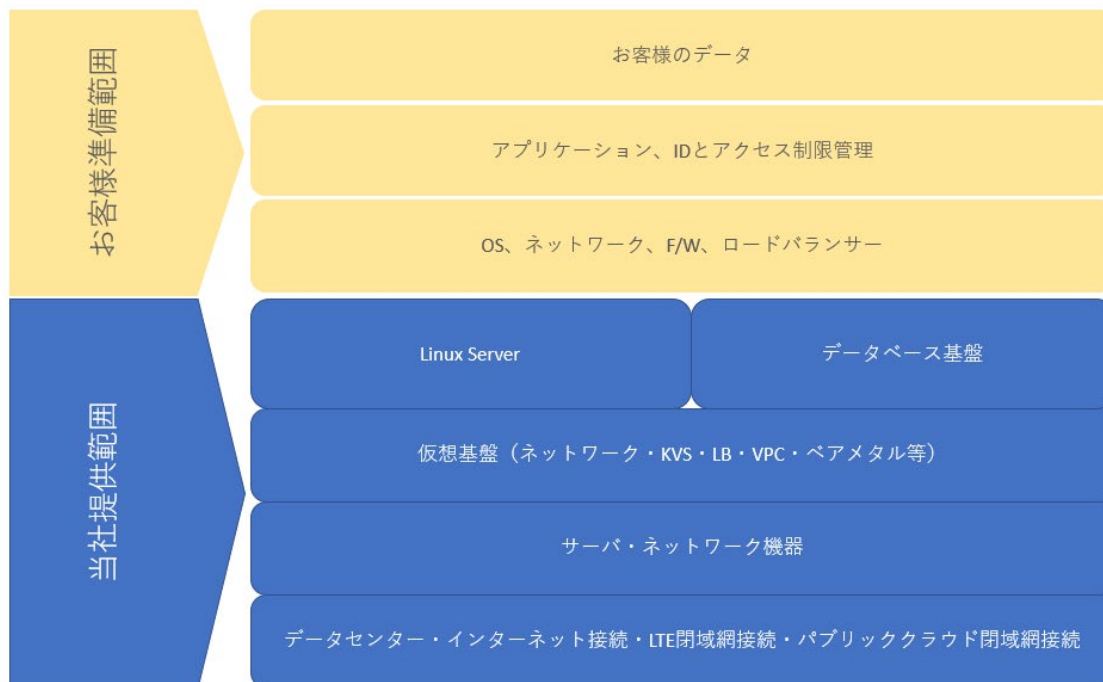 お客様準備範囲
お客様のデータ
アプリケーション、IDとアクセス制限管理
OS、ネットワーク、F/W、ロードバランサー
当社提供範囲
Linux Server
データベース基盤
仮想基盤（ネットワーク・KVS・LB・VPC・ベアメタル等）
サーバ・ネットワーク機器
データセンター・インターネット接続・LTE閉域網接続・パブリッククラウド閉域網接続